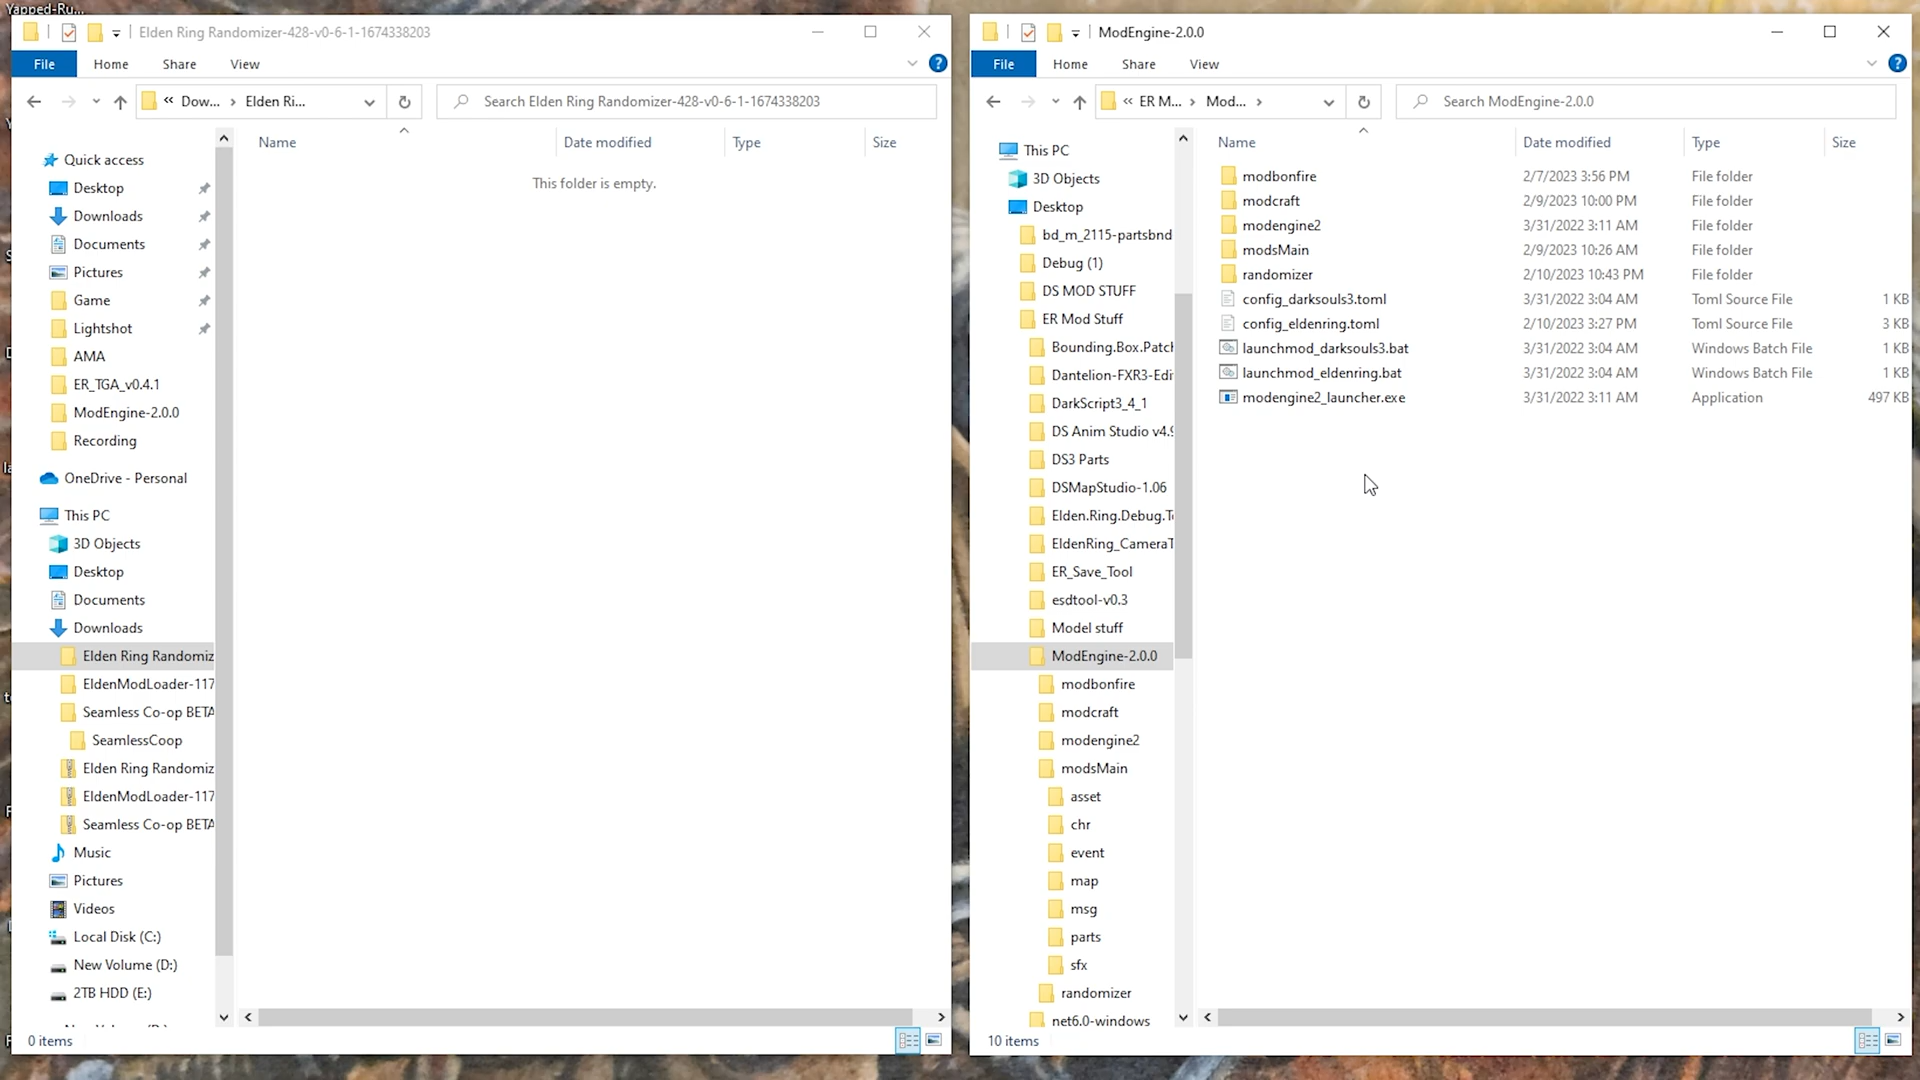 Yapped-Ru...
Elden Ring Randomizer-428-v0-6-1-1674338203
File Home Share View
« Dow... › Elden Ri...
Search Elden Ring Randomizer-428-v0-6-1-1674338203
Name Date modified Type Size
This folder is empty.
Quick access
Desktop
Downloads
Documents
Pictures
Game
Lightshot
AMA
ER_TGA_v0.4.1
ModEngine-2.0.0
Recording
OneDrive - Personal
This PC
3D Objects
Desktop
Documents
Downloads
Elden Ring Randomiz
EldenModLoader-117
Seamless Co-op BETA
SeamlessCoop
Elden Ring Randomiz
EldenModLoader-117
Seamless Co-op BETA
Music
Pictures
Videos
Local Disk (C:)
New Volume (D:)
2TB HDD (E:)
0 items
ModEngine-2.0.0
File Home Share View
« ER M... › Mod... ›
Search ModEngine-2.0.0
This PC
3D Objects
Desktop
bd_m_2115-partsbnd
Debug (1)
DS MOD STUFF
ER Mod Stuff
Bounding.Box.Patch
Dantelion-FXR3-Edi
DarkScript3_4_1
DS Anim Studio v4.9
DS3 Parts
DSMapStudio-1.06
Elden.Ring.Debug.T
EldenRing_CameraT
ER_Save_Tool
esdtool-v0.3
Model stuff
ModEngine-2.0.0
modbonfire
modcraft
modengine2
modsMain
asset
chr
event
map
msg
parts
sfx
randomizer
net6.0-windows
Name Date modified Type Size
modbonfire 2/7/2023 3:56 PM File folder
modcraft 2/9/2023 10:00 PM File folder
modengine2 3/31/2022 3:11 AM File folder
modsMain 2/9/2023 10:26 AM File folder
randomizer 2/10/2023 10:43 PM File folder
config_darksouls3.toml 3/31/2022 3:04 AM Toml Source File 1 KB
config_eldenring.toml 2/10/2023 3:27 PM Toml Source File 3 KB
launchmod_darksouls3.bat 3/31/2022 3:04 AM Windows Batch File 1 KB
launchmod_eldenring.bat 3/31/2022 3:04 AM Windows Batch File 1 KB
modengine2_launcher.exe 3/31/2022 3:11 AM Application 497 KB
10 items